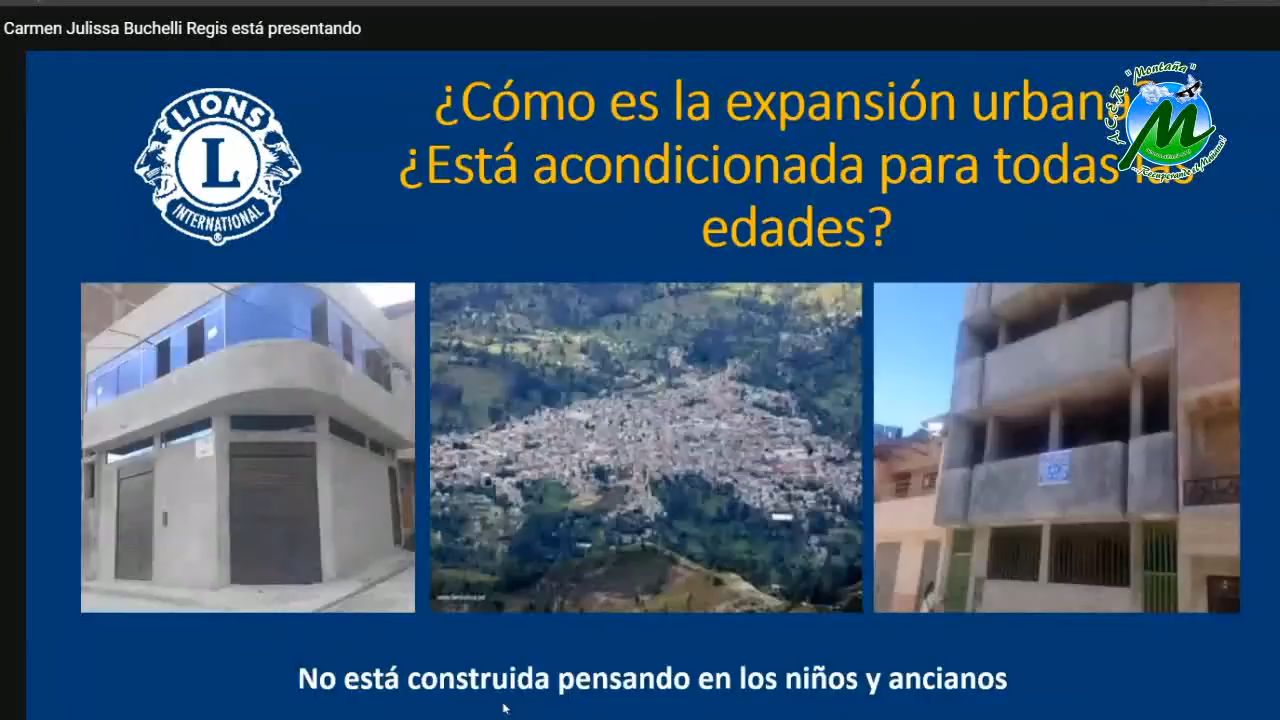 Carmen Julissa Buchelli Regis está presentando
LIONS
L
INTERNATIONAL
®
¿Cómo es la expansión urbana
¿Está acondicionada para todas
edades?
"Montaña"
M
No está construida pensando en los niños y ancianos